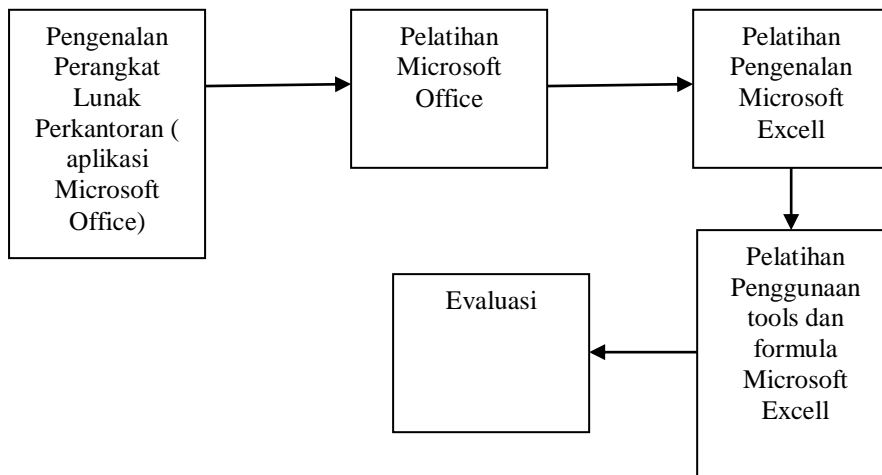 Pengenalan
Perangkat
Lunak
Perkantoran (
aplikasi
Microsoft
Office)
Pelatihan
Microsoft
Office
Pelatihan
Pengenalan
Microsoft
Excell
Pelatihan
Penggunaan
tools dan
formula
Microsoft
Excell
Evaluasi